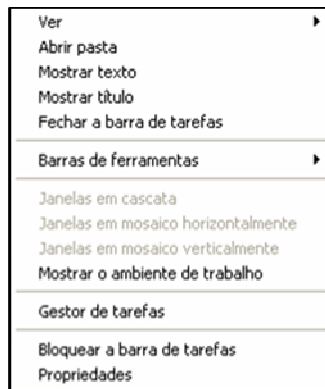 Ver
Abrir pasta
Mostrar texto
Mostrar título
Fechar a barra de tarefas
Barras de ferramentas
Janelas em cascata
Janelas em mosaico horizontalmente
Janelas em mosaico verticalmente
Mostrar o ambiente de trabalho
Gestor de tarefas
Bloquear a barra de tarefas
Propriedades